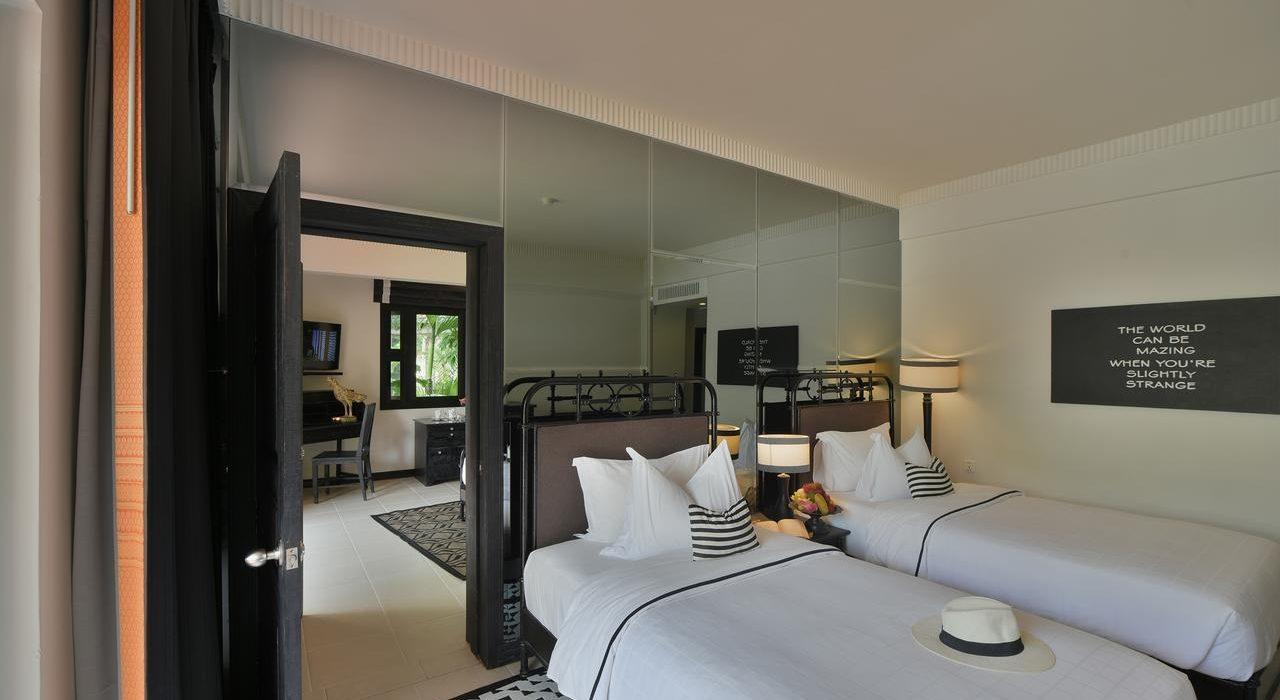 THE WORLD
CAN BE
MAZING
WHEN YOU'RE
SLIGHTLY
STRANGE